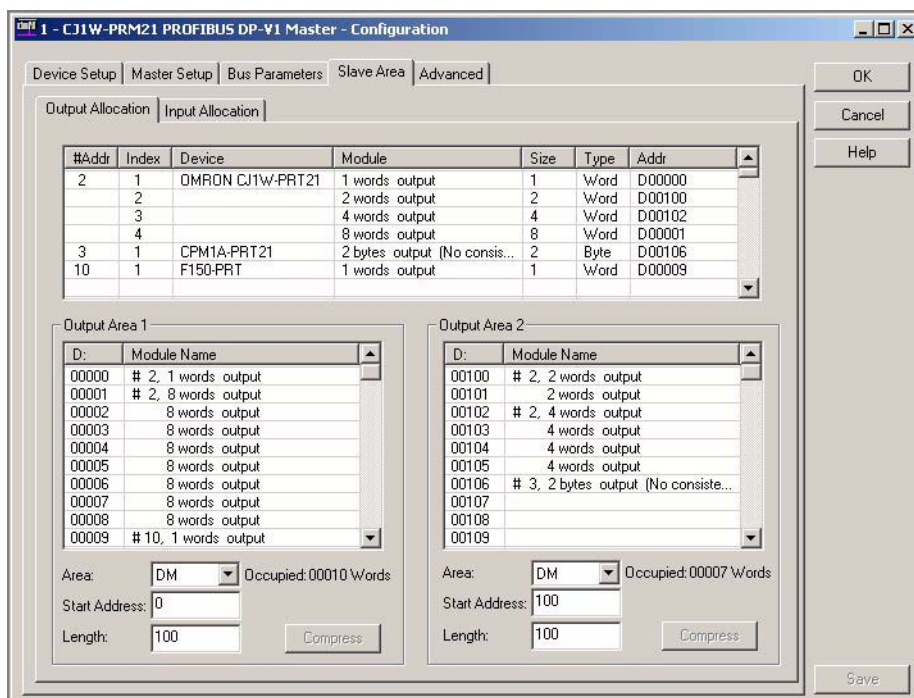 1 - CJ1W-PRM21 PROFIBUS DP-V1 Master - Configuration
Device Setup Master Setup Bus Parameters Slave Area Advanced
OK
Cancel
Help
Output Allocation Input Allocation
#Addr Index Device Module Size Type Addr
2 1 OMRON CJ1W-PRT21 1 words output 1 Word D00000
2 2 words output 2 Word D00100
3 4 words output 4 Word D00102
4 8 words output 8 Word D00001
3 1 CPM1A-PRT21 2 bytes output (No consis... 2 Byte D00106
10 1 F150-PRT 1 words output 1 Word D00009
Output Area 1
D: Module Name
00000 # 2, 1 words output
00001 # 2, 8 words output
00002 8 words output
00003 8 words output
00004 8 words output
00005 8 words output
00006 8 words output
00007 8 words output
00008 8 words output
00009 #10, 1 words output
Area: DM Occupied: 00010 Words
Start Address: 0
Length: 100 Compress
Output Area 2
D: Module Name
00100 # 2, 2 words output
00101 2 words output
00102 # 2, 4 words output
00103 4 words output
00104 4 words output
00105 4 words output
00106 # 3, 2 bytes output (No consiste...
00107
00108
00109
Area: DM Occupied: 00007 Words
Start Address: 100
Length: 100 Compress
Save